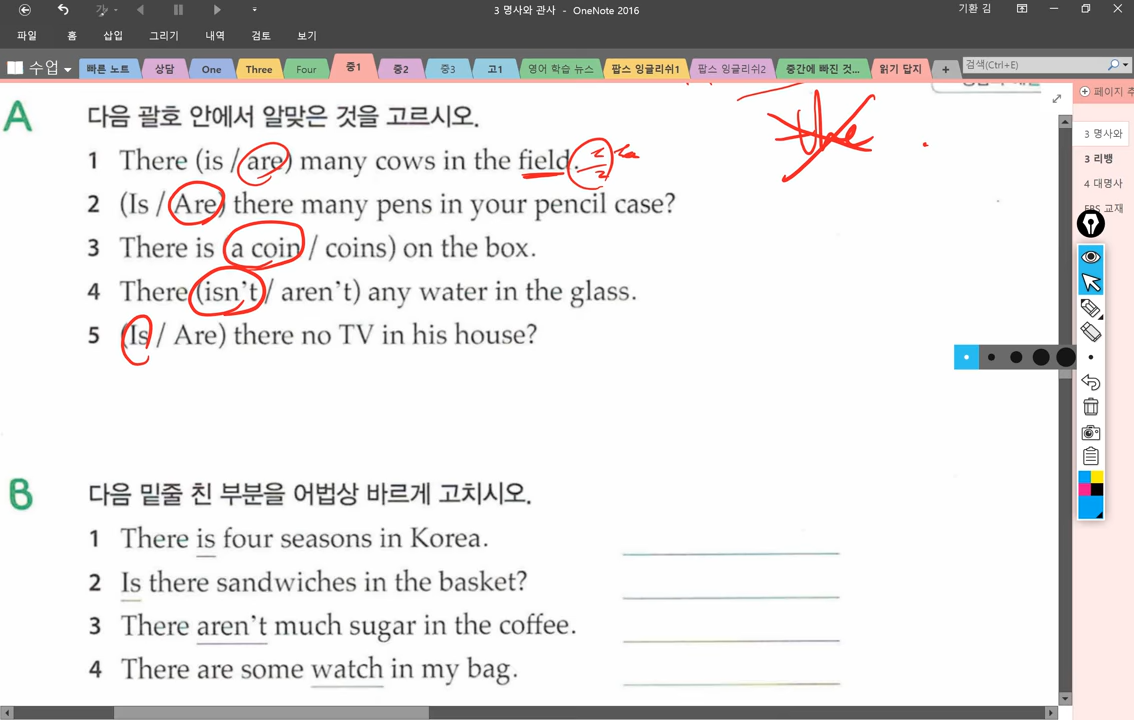 3 명사와 관사 - OneNote 2016
기환 김
파일 홈 삽입 그리기 내역 검토 보기
수업 빠른 노트 상담 One Three Four 중1 중2 중3 고1 영어 학습 뉴스 팝스 잉글리쉬1 팝스 잉글리쉬2 중간에 빠진 것... 읽기 답지 + 검색(Ctrl+E)
페이지 추
3 명사와
3 리뱅
4 대명사
EBS 교재
the
A 다음 괄호 안에서 알맞은 것을 고르시오.
1 There (is / are) many cows in the field.
2 (Is / Are) there many pens in your pencil case?
3 There is (a coin / coins) on the box.
4 There (isn't / aren't) any water in the glass.
5 (Is / Are) there no TV in his house?
B 다음 밑줄 친 부분을 어법상 바르게 고치시오.
1 There is four seasons in Korea.
2 Is there sandwiches in the basket?
3 There aren't much sugar in the coffee.
4 There are some watch in my bag.